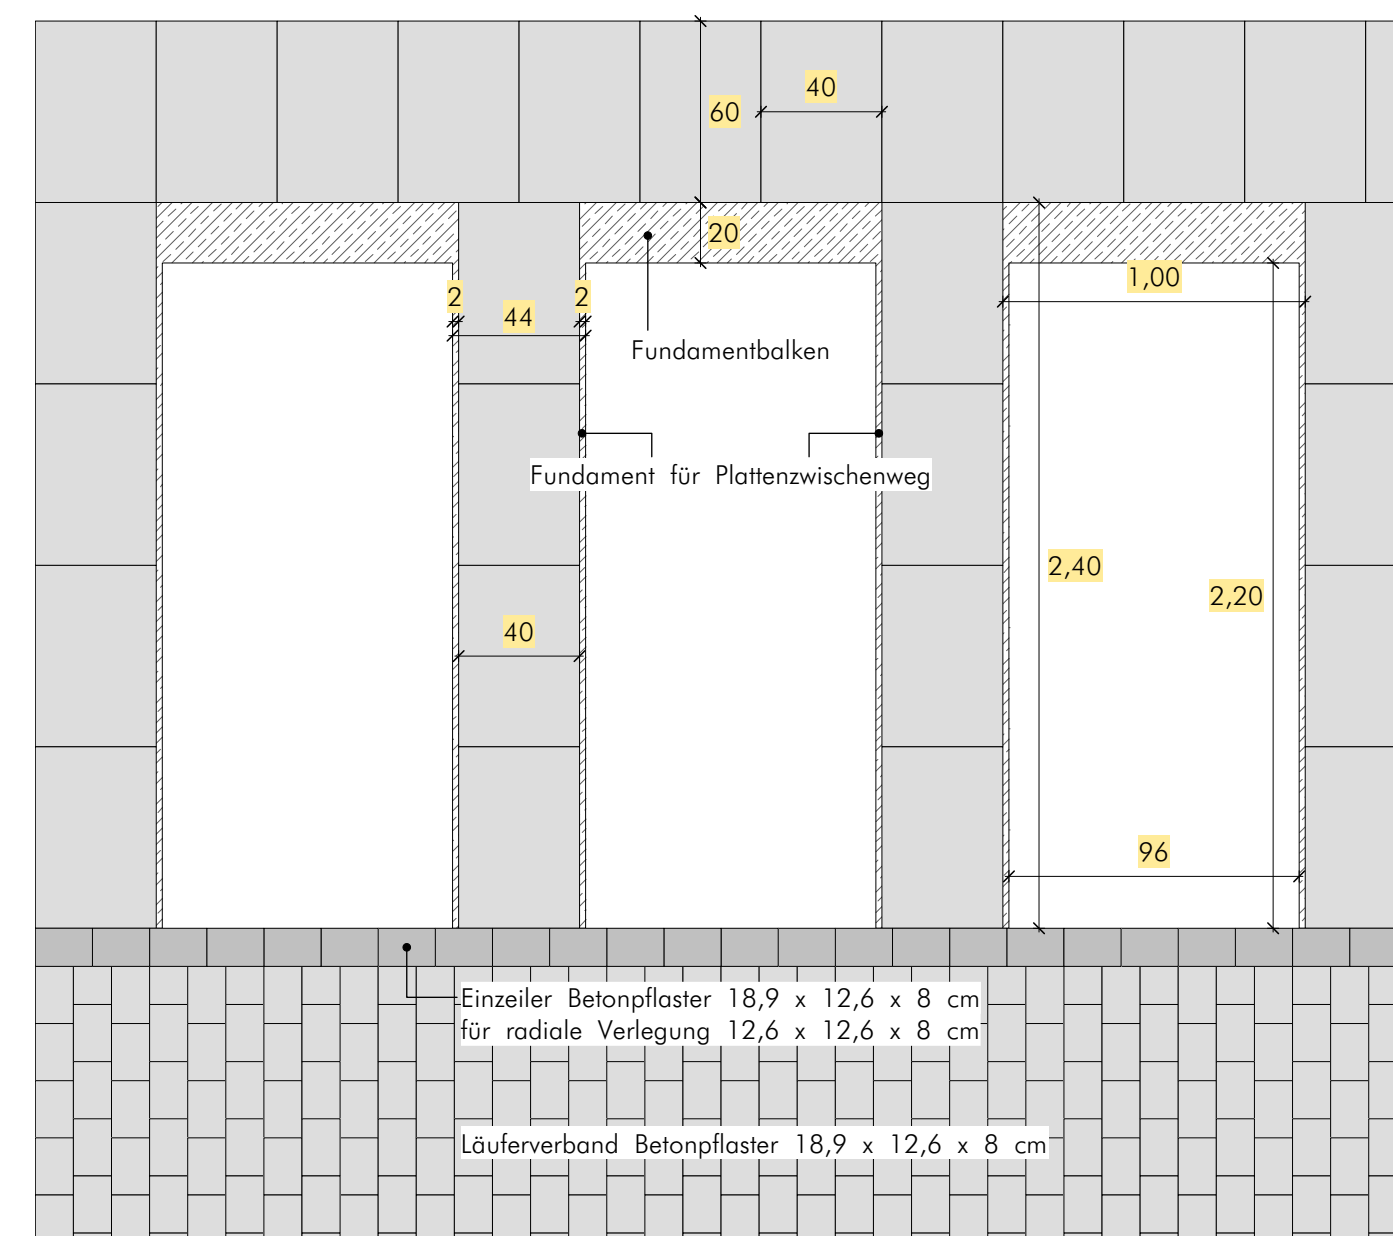 40
60
20
1,00
2
2
44
Fundamentbalken
Fundament für Plattenzwischenweg
2,40
2,20
40
96
Einzeiler Betonpflaster 18,9 x 12,6 x 8 cm
für radiale Verlegung 12,6 x 12,6 x 8 cm
Läuferverband Betonpflaster 18,9 x 12,6 x 8 cm